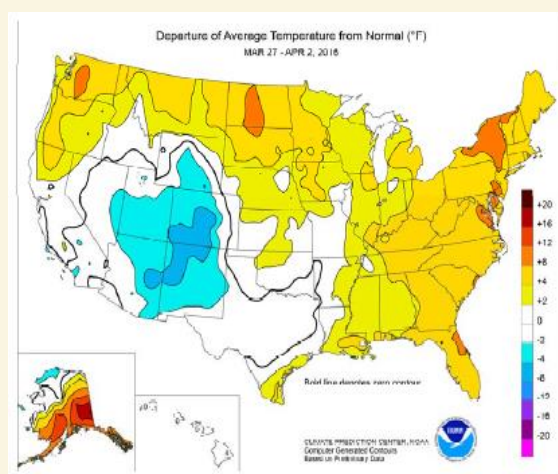 Departure of Average Temperature from Normal (°F)
MAR 27 - APR 2, 2016
+20
+16
+12
+8
+4
+2
0
-2
-4
-8
-12
-16
-20
Bold line denotes zero contour
NOAA
CLIMATE PREDICTION CENTER, NOAA
Computer Generated Contours
Based on Preliminary Data